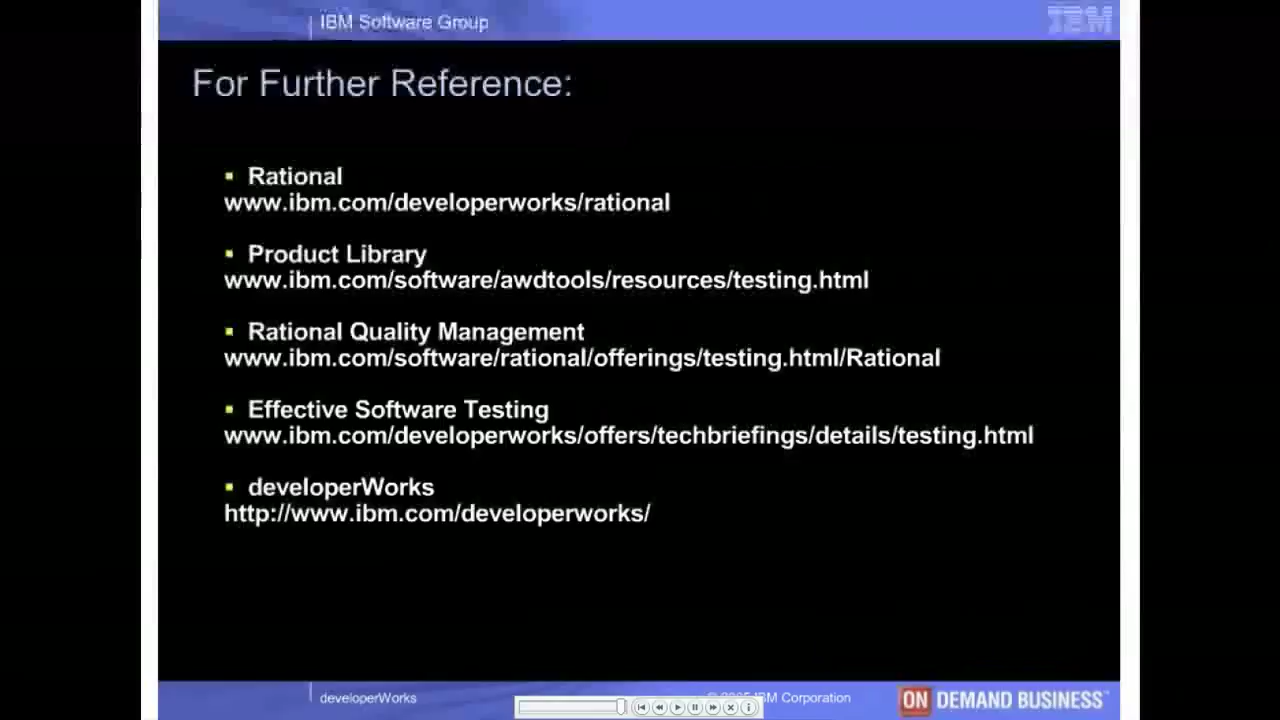 IBM Software Group
IBM
For Further Reference:
▪ Rational
www.ibm.com/developerworks/rational
▪ Product Library
www.ibm.com/software/awdtools/resources/testing.html
▪ Rational Quality Management
www.ibm.com/software/rational/offerings/testing.html/Rational
▪ Effective Software Testing
www.ibm.com/developerworks/offers/techbriefings/details/testing.html
▪ developerWorks
http://www.ibm.com/developerworks/
developerWorks
IBM Corporation
ON DEMAND BUSINESS™